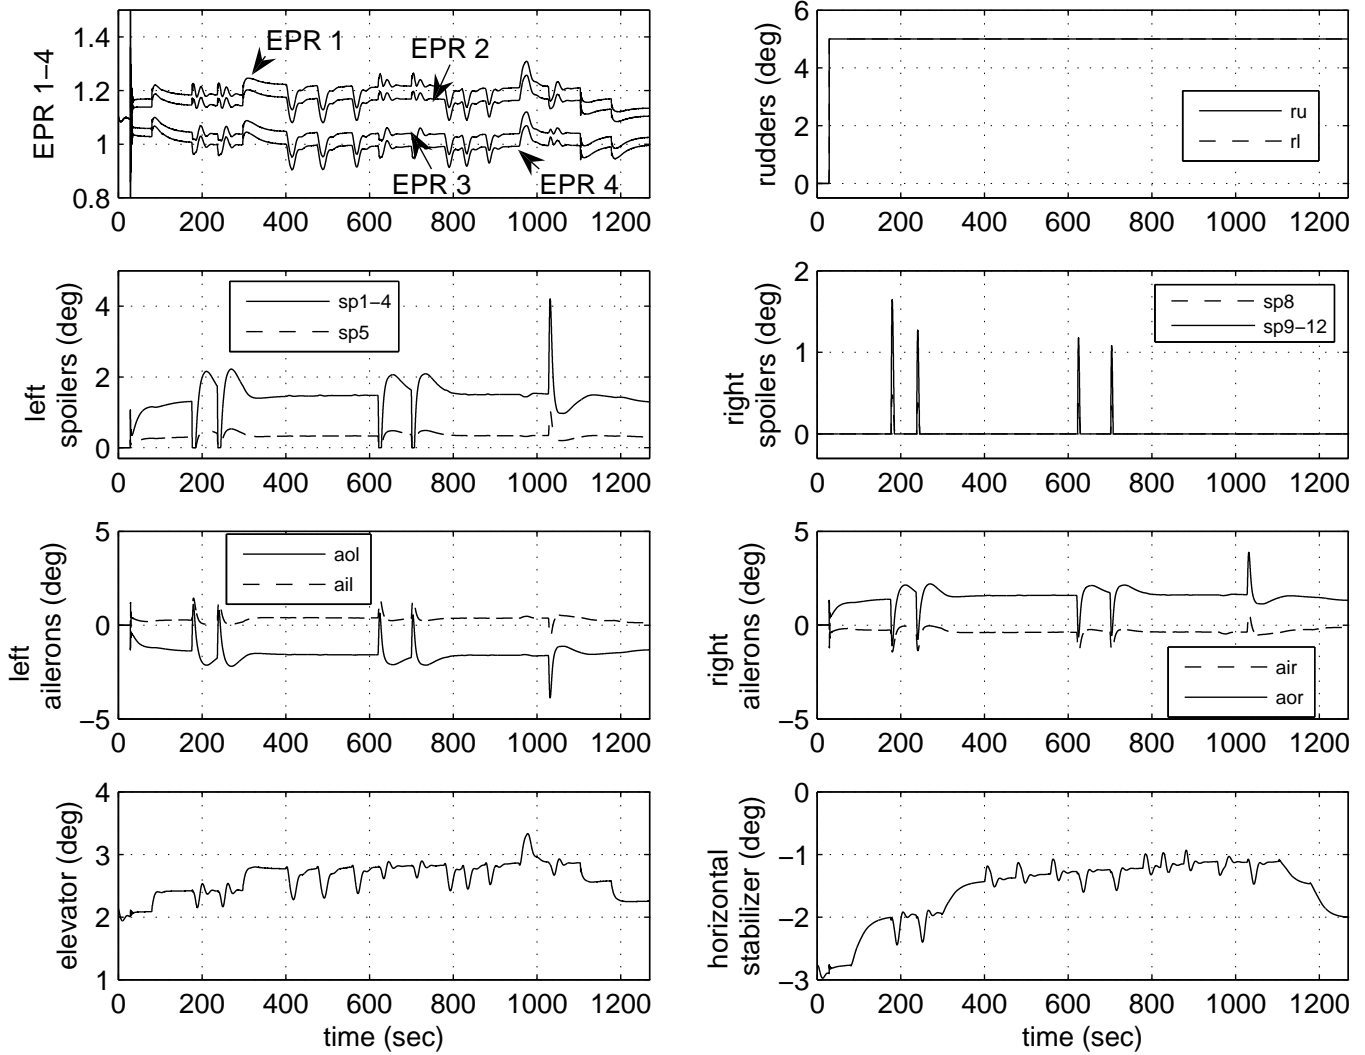 EPR 1−4
1.4
1.2
1
0.8
EPR 1
EPR 2
EPR 3
EPR 4
0 200 400 600 800 1000 1200
rudders (deg)
6
4
2
0
ru
rl
0 200 400 600 800 1000 1200
left
spoilers (deg)
4
2
0
sp1−4
sp5
0 200 400 600 800 1000 1200
right
spoilers (deg)
2
1
0
sp8
sp9−12
0 200 400 600 800 1000 1200
left
ailerons (deg)
5
0
−5
aol
ail
0 200 400 600 800 1000 1200
right
ailerons (deg)
5
0
−5
air
aor
0 200 400 600 800 1000 1200
elevator (deg)
4
3
2
1
0 200 400 600 800 1000 1200
time (sec)
horizontal
stabilizer (deg)
0
−1
−2
−3
0 200 400 600 800 1000 1200
time (sec)